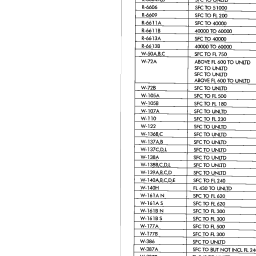 R-6606 SFC TO 51000
R-6609 SFC TO FL 200
R-6611A SFC TO 40000
R-6611B 40000 TO 60000
R-6613A SFC TO 40000
R-6613B 40000 TO 60000
W-50A,B,C SFC TO FL 750
W-72A ABOVE FL 600 TO UNLTD
SFC TO UNLTD
SFC TO UNLTD
ABOVE FL 600 TO UNLTD
W-72B SFC TO UNLTD
W-105A SFC TO FL 500
W-105B SFC TO FL 180
W-107A SFC TO UNLTD
W-110 SFC TO FL 230
W-122 SFC TO UNLTD
W-136B,C SFC TO UNLTD
W-137A,B SFC TO UNLTD
W-137C,D,L SFC TO UNLTD
W-138A SFC TO UNLTD
W-138B,C,D,L SFC TO UNLTD
W-139A,B,C,D SFC TO UNLTD
W-140A,B,C,D,E SFC TO FL 240
W-140H FL 430 TO UNLTD
W-161A N SFC TO FL 620
W-161A S SFC TO FL 620
W-161B N SFC TO FL 300
W-161B S SFC TO FL 300
W-177A SFC TO FL 500
W-177B SFC TO FL 300
W-386 SFC TO UNLTD
W-387A SFC TO BUT NOT INCL FL 24